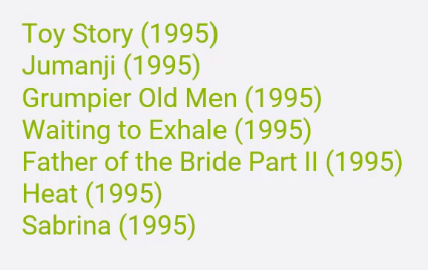 Toy Story (1995)
Jumanji (1995)
Grumpier Old Men (1995)
Waiting to Exhale (1995)
Father of the Bride Part II (1995)
Heat (1995)
Sabrina (1995)